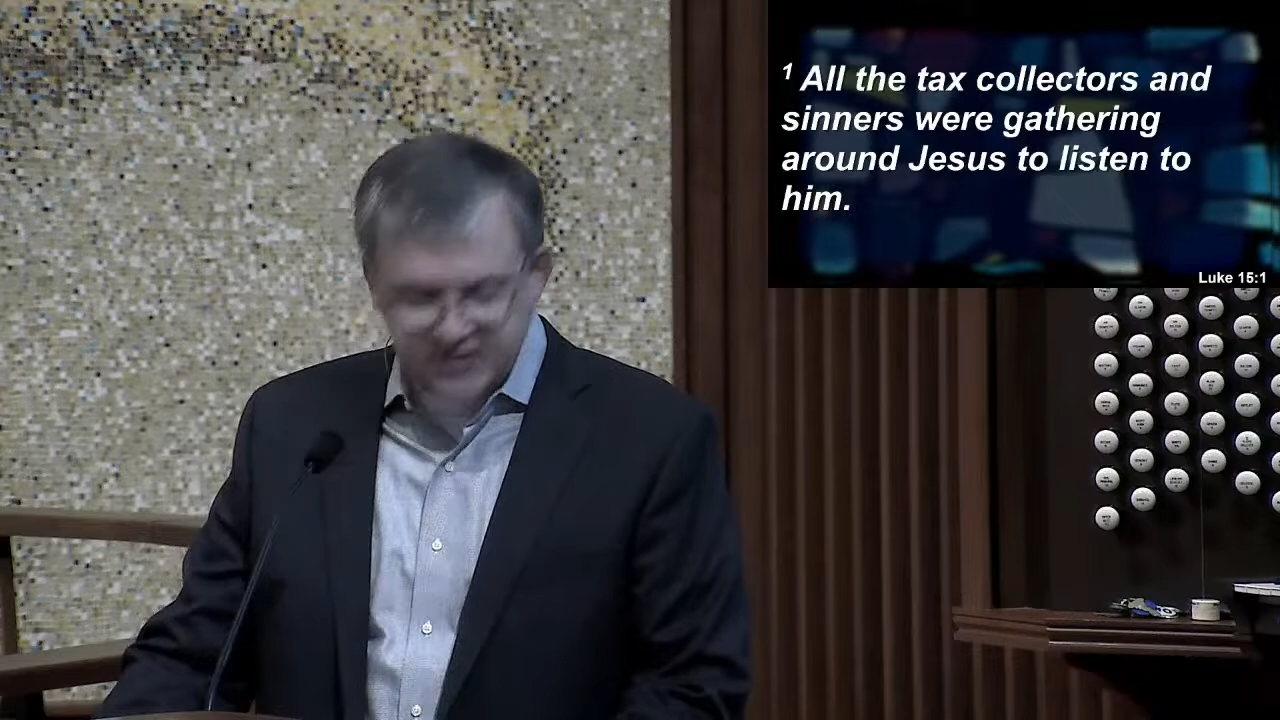 ¹ All the tax collectors and
sinners were gathering
around Jesus to listen to
him.
Luke 15:1